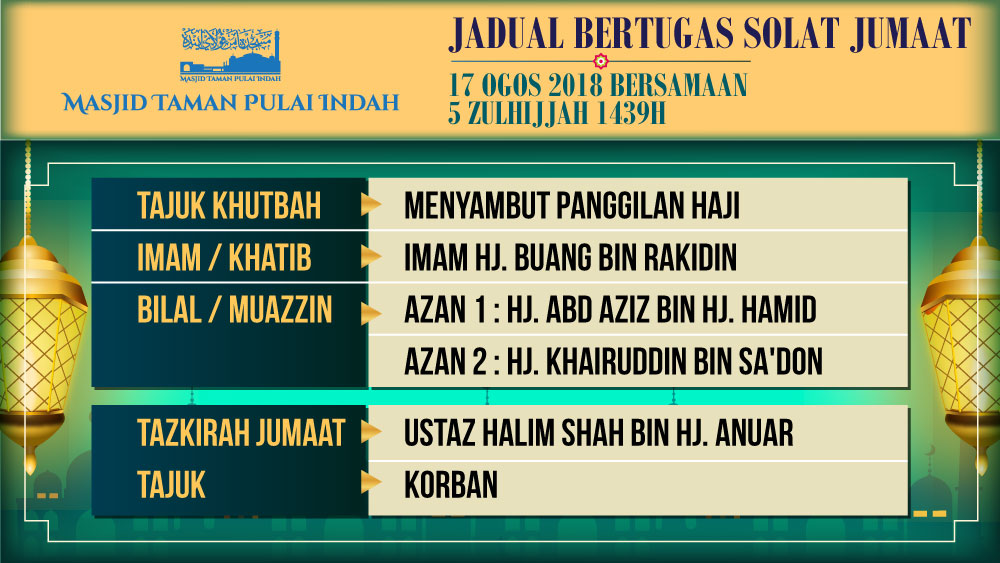 MASJID TAMAN PULAI INDAH
MASJID TAMAN PULAI INDAH
JADUAL BERTUGAS SOLAT JUMAAT
17 OGOS 2018 BERSAMAAN
5 ZULHIJJAH 1439H
TAJUK KHUTBAH MENYAMBUT PANGGILAN HAJI
IMAM / KHATIB IMAM HJ. BUANG BIN RAKIDIN
BILAL / MUAZZIN AZAN 1 : HJ. ABD AZIZ BIN HJ. HAMID
AZAN 2 : HJ. KHAIRUDDIN BIN SA'DON
TAZKIRAH JUMAAT USTAZ HALIM SHAH BIN HJ. ANUAR
TAJUK KORBAN